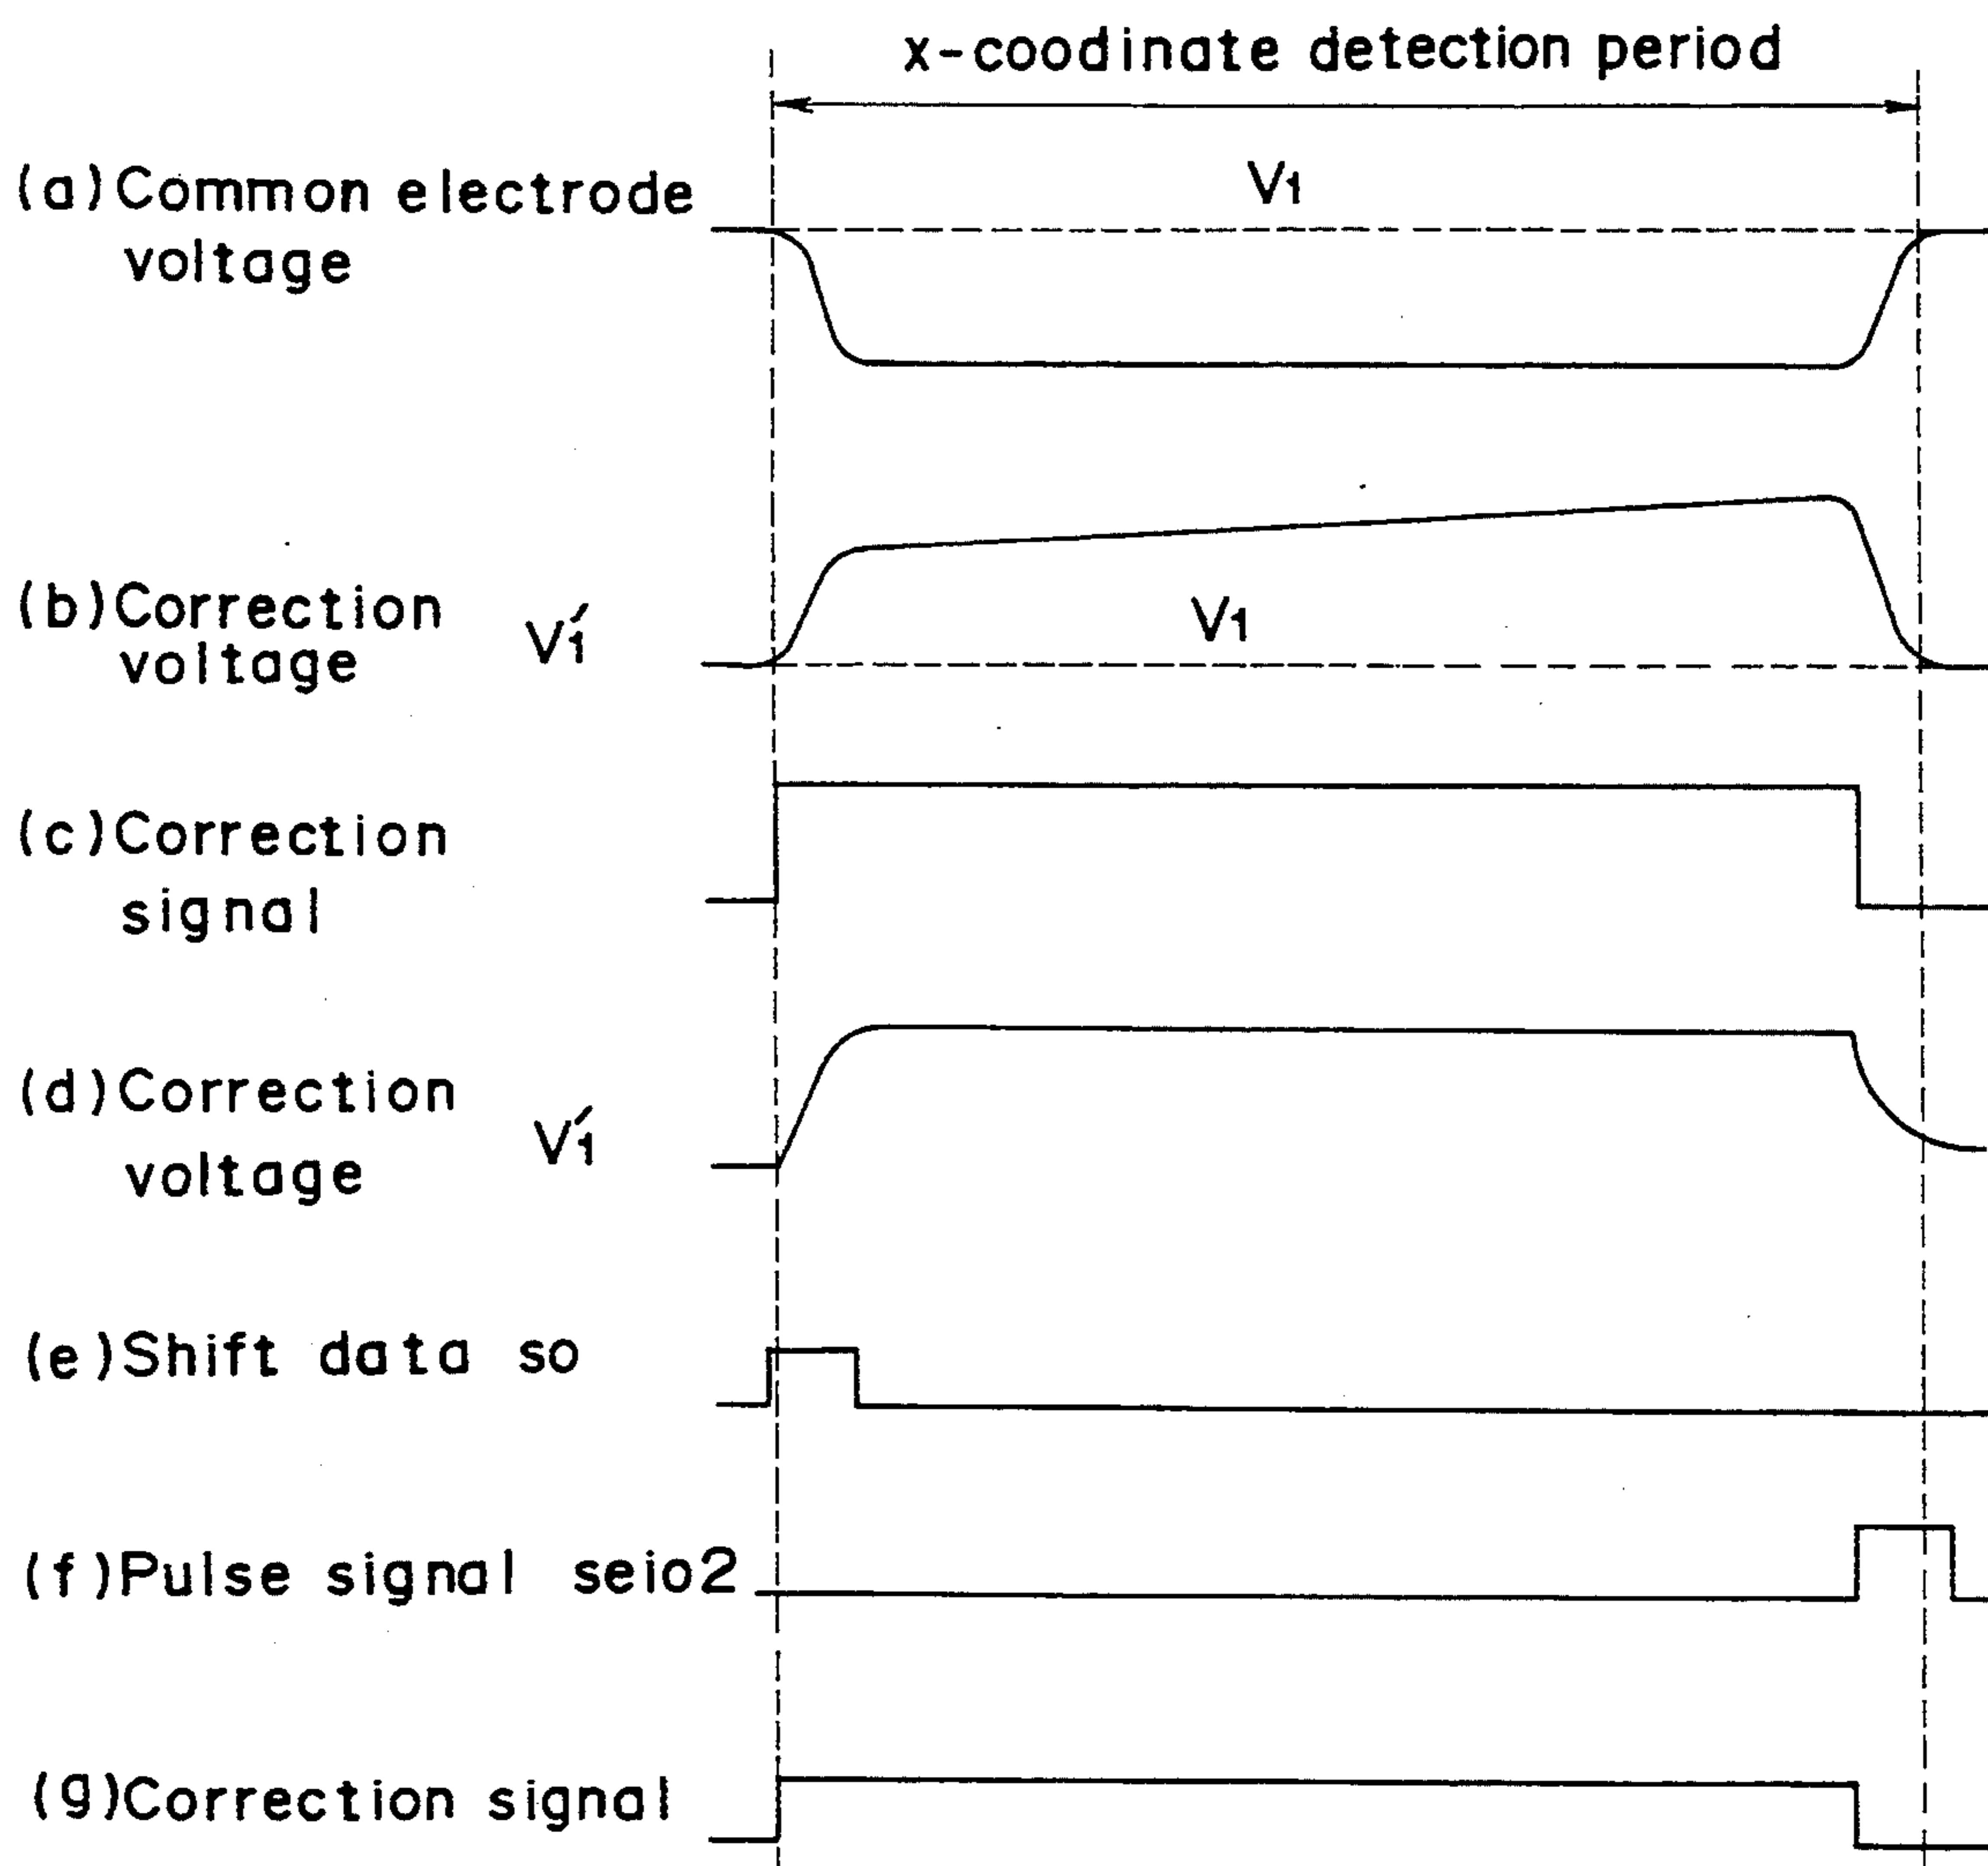 x-coodinate detection period
(a) Common electrode
voltage
V1
(b) Correction
voltage
V1́
V1
(c) Correction
signal
(d) Correction
voltage
V1́
(e) Shift data so
(f) Pulse signal seio2
(g) Correction signal